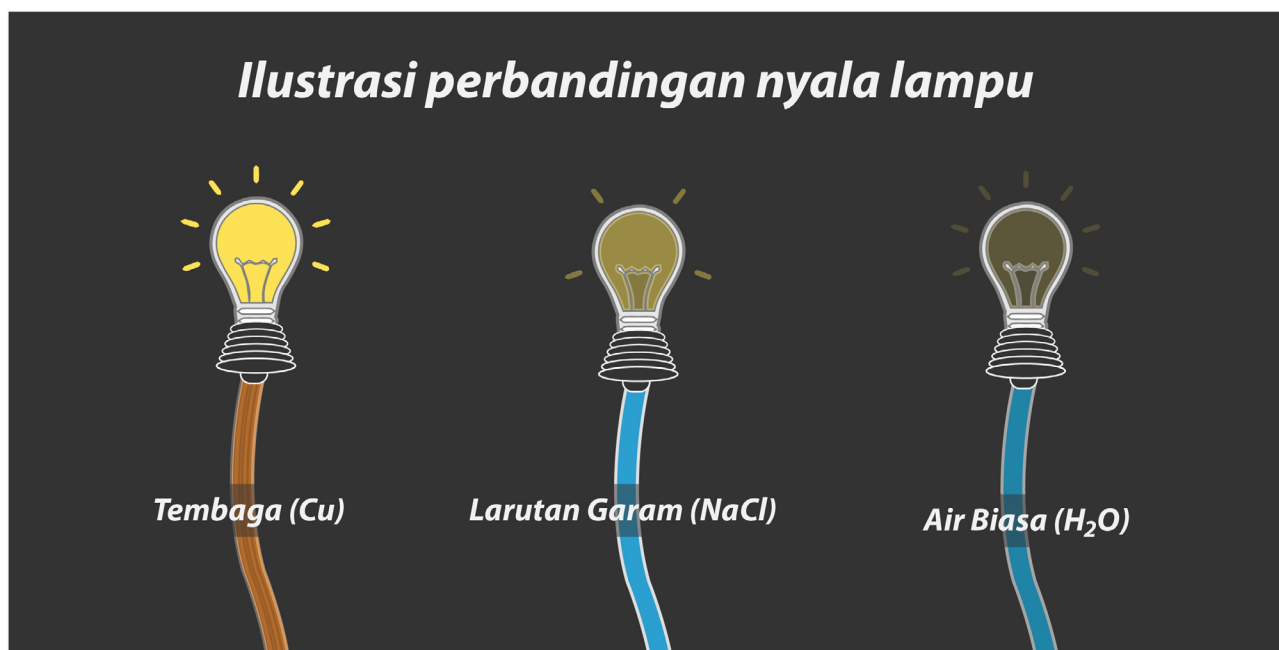 Ilustrasi perbandingan nyala lampu
Tembaga (Cu)
Larutan Garam (NaCl)
Air Biasa (H₂O)